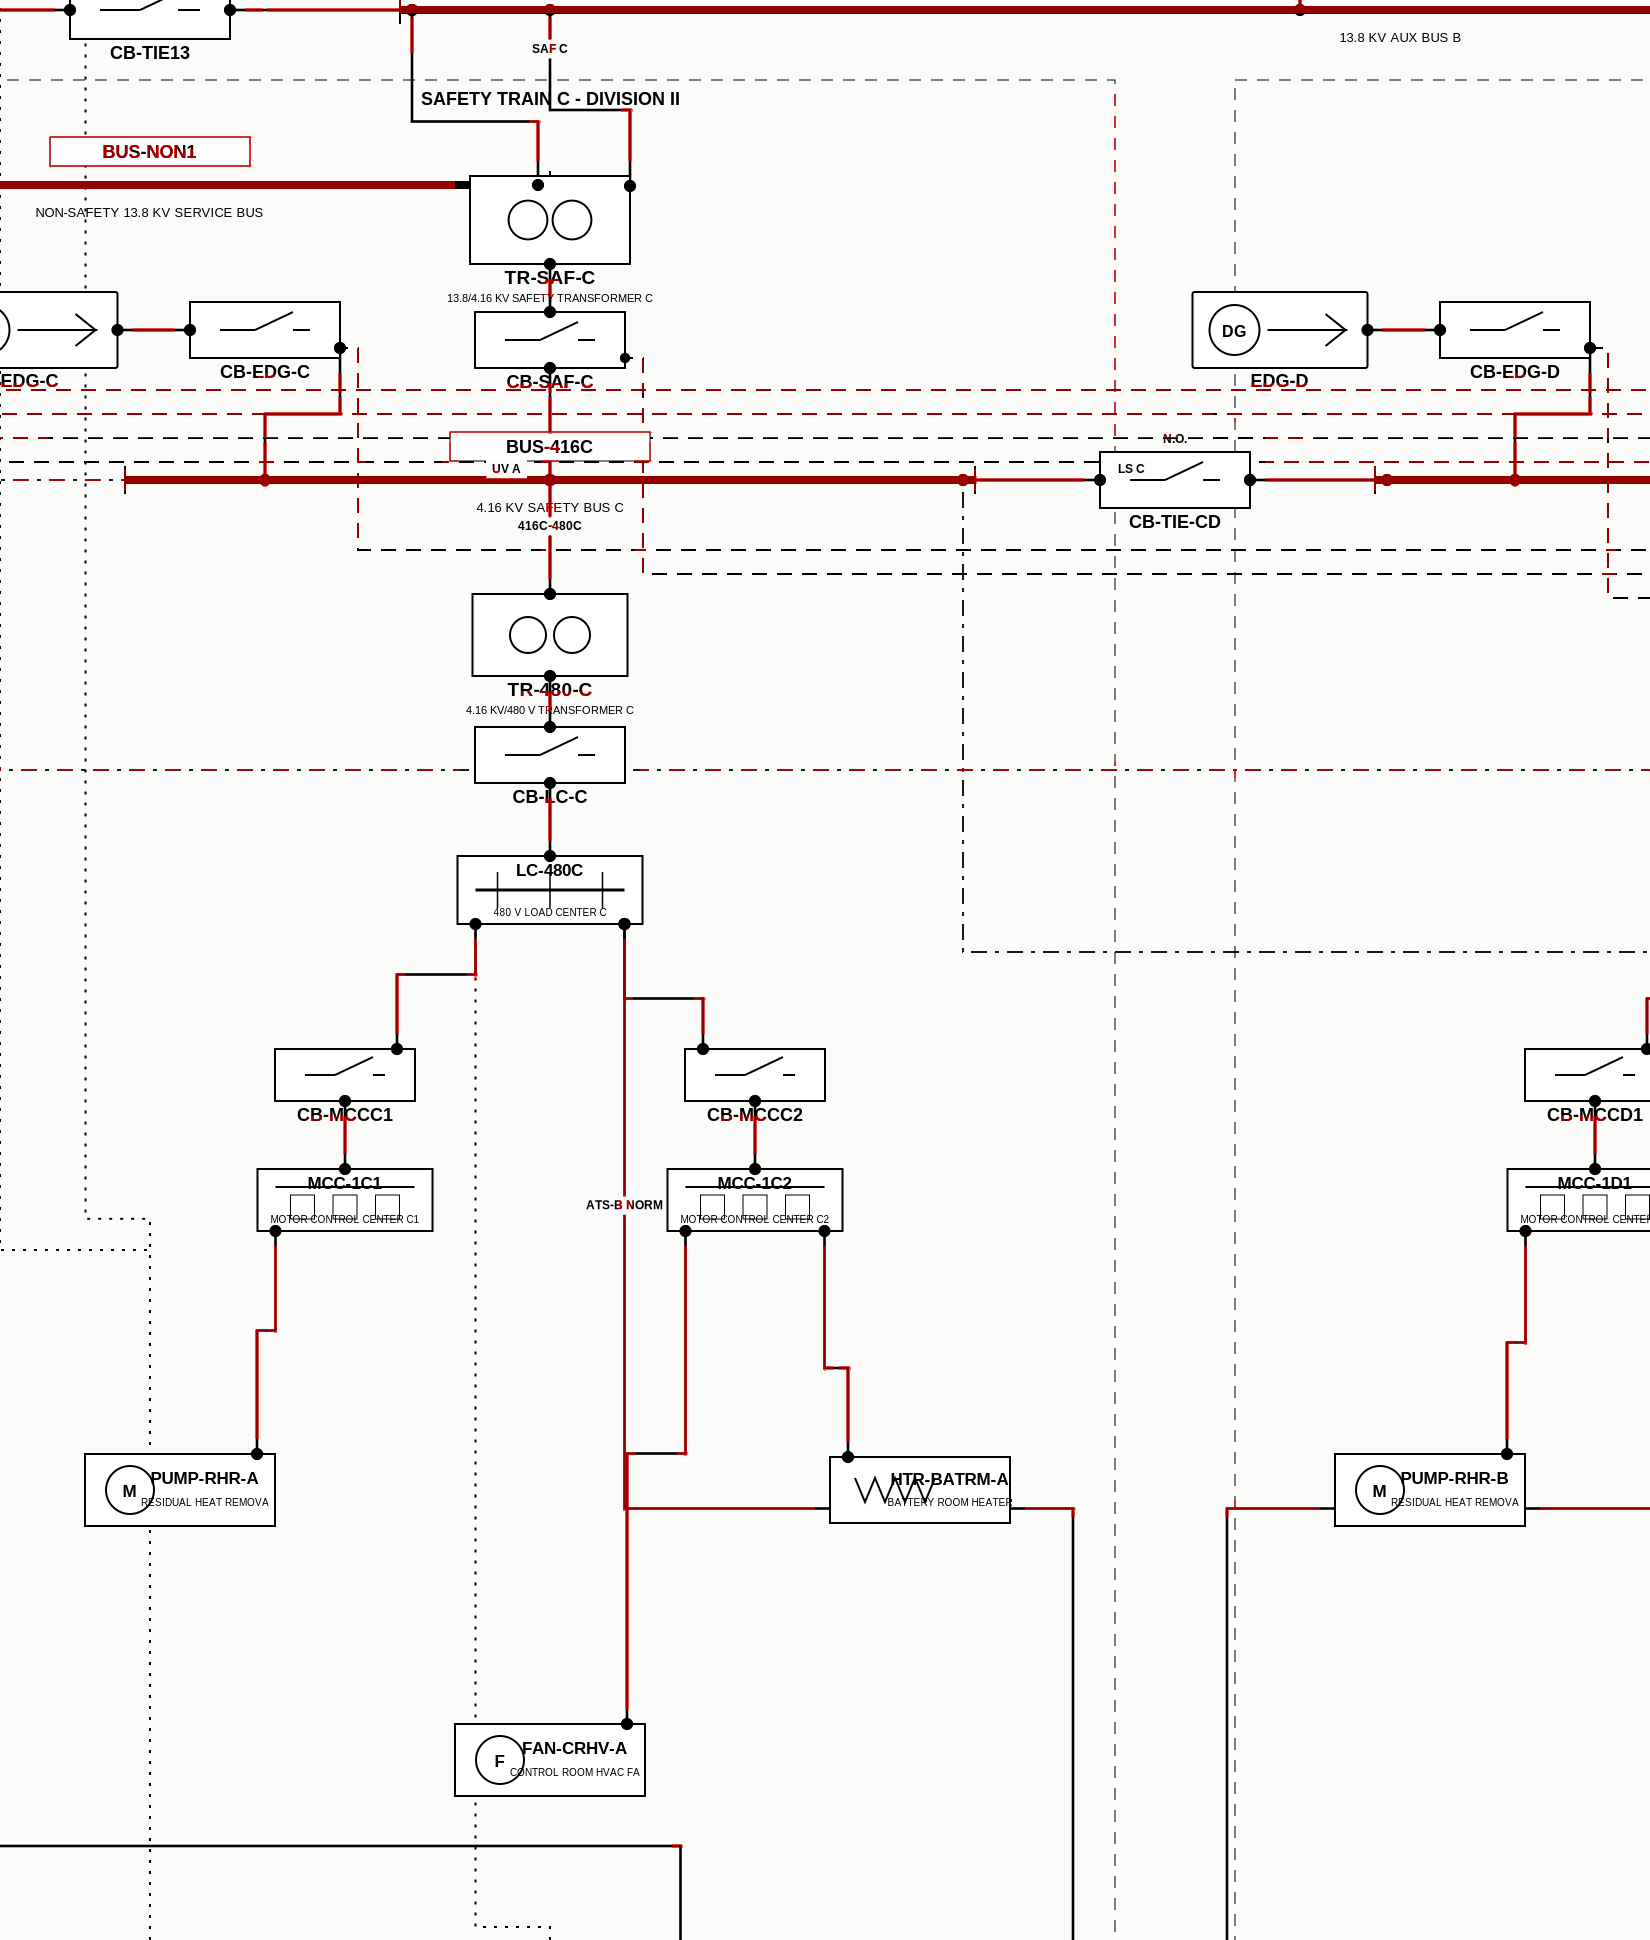 CB-TIE13
13.8 KV AUX BUS B
SAF C
SAFETY TRAIN C - DIVISION II
BUS-NON1
NON-SAFETY 13.8 KV SERVICE BUS
TR-SAF-C
13.8/4.16 KV SAFETY TRANSFORMER C
DG
EDG-C
CB-EDG-C
CB-SAF-C
EDG-D
CB-EDG-D
BUS-416C
N.O.
UV A
LS C
4.16 KV SAFETY BUS C
416C-480C
CB-TIE-CD
TR-480-C
4.16 KV/480 V TRANSFORMER C
CB-LC-C
LC-480C
480 V LOAD CENTER C
CB-MCCC1
CB-MCCC2
CB-MCCD1
MCC-1C1
MOTOR CONTROL CENTER C1
MCC-1C2
MOTOR CONTROL CENTER C2
MCC-1D1
MOTOR CONTROL CENTER
ATS-B NORM
M
PUMP-RHR-A
RESIDUAL HEAT REMOVA
HTR-BATRM-A
BATTERY ROOM HEATER
M
PUMP-RHR-B
RESIDUAL HEAT REMOVA
F
FAN-CRHV-A
CONTROL ROOM HVAC FA